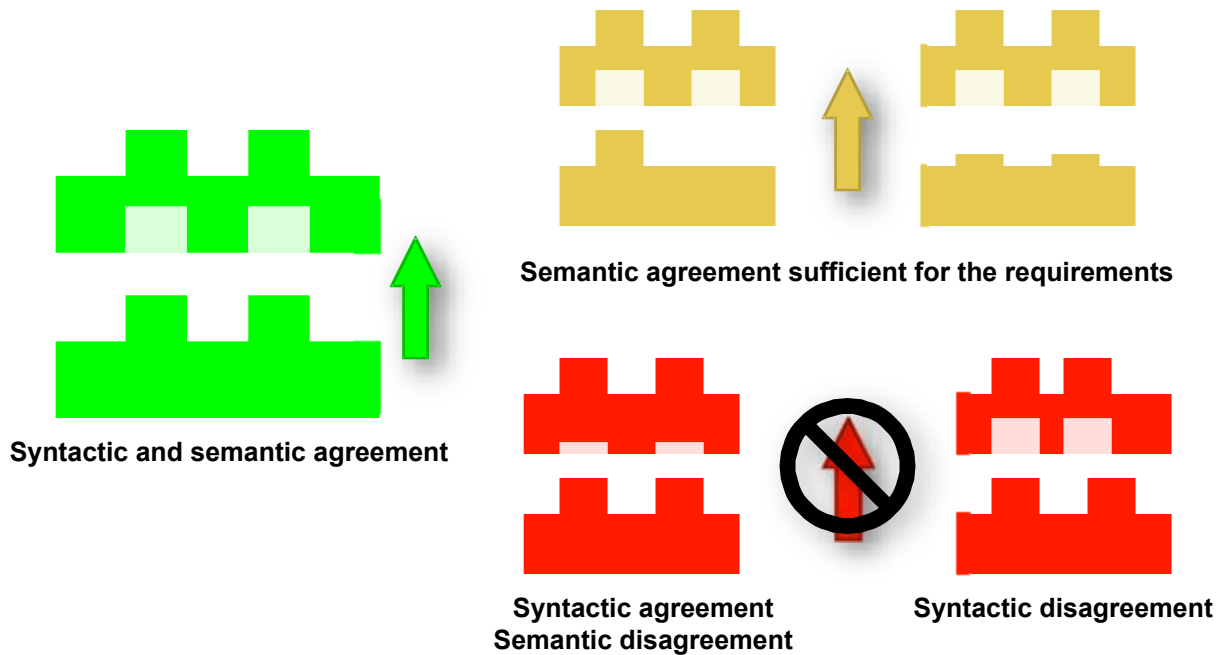 Semantic agreement sufficient for the requirements
Syntactic and semantic agreement
Syntactic agreement
Semantic disagreement
Syntactic disagreement